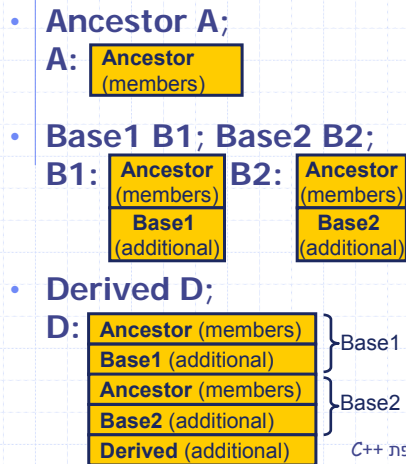 • Ancestor A;
A: Ancestor
(members)
• Base1 B1; Base2 B2;
B1: Ancestor B2: Ancestor
(members) (members)
Base1 Base2
(additional) (additional)
• Derived D;
D: Ancestor (members)
Base1 (additional)
Base1
Ancestor (members)
Base2 (additional)
Base2
Derived (additional)
C++